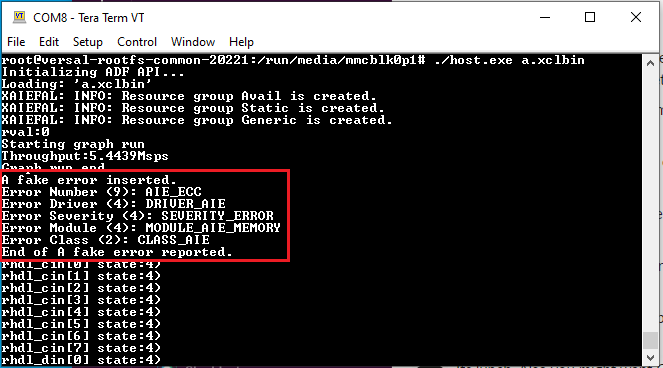 COM8 - Tera Term VT
File Edit Setup Control Window Help
root@versal-rootfs-common-20221:/run/media/mmcblk0p1# ./host.exe a.xclbin
Initializing ADF API...
Loading: 'a.xclbin'
XAIEFAL: INFO: Resource group Avail is created.
XAIEFAL: INFO: Resource group Static is created.
XAIEFAL: INFO: Resource group Generic is created.
rval:0
Starting graph run
Throughput:5.4439Msps
Graph run end
A fake error inserted.
Error Number (9): AIE_ECC
Error Driver (4): DRIVER_AIE
Error Severity (4): SEVERITY_ERROR
Error Module (4): MODULE_AIE_MEMORY
Error Class (2): CLASS_AIE
End of A fake error reported.
rhdl_cin[0] state:4)
rhdl_cin[1] state:4)
rhdl_cin[2] state:4)
rhdl_cin[3] state:4)
rhdl_cin[4] state:4)
rhdl_cin[5] state:4)
rhdl_cin[6] state:4)
rhdl_cin[7] state:4)
rhdl_din[0] state:4)